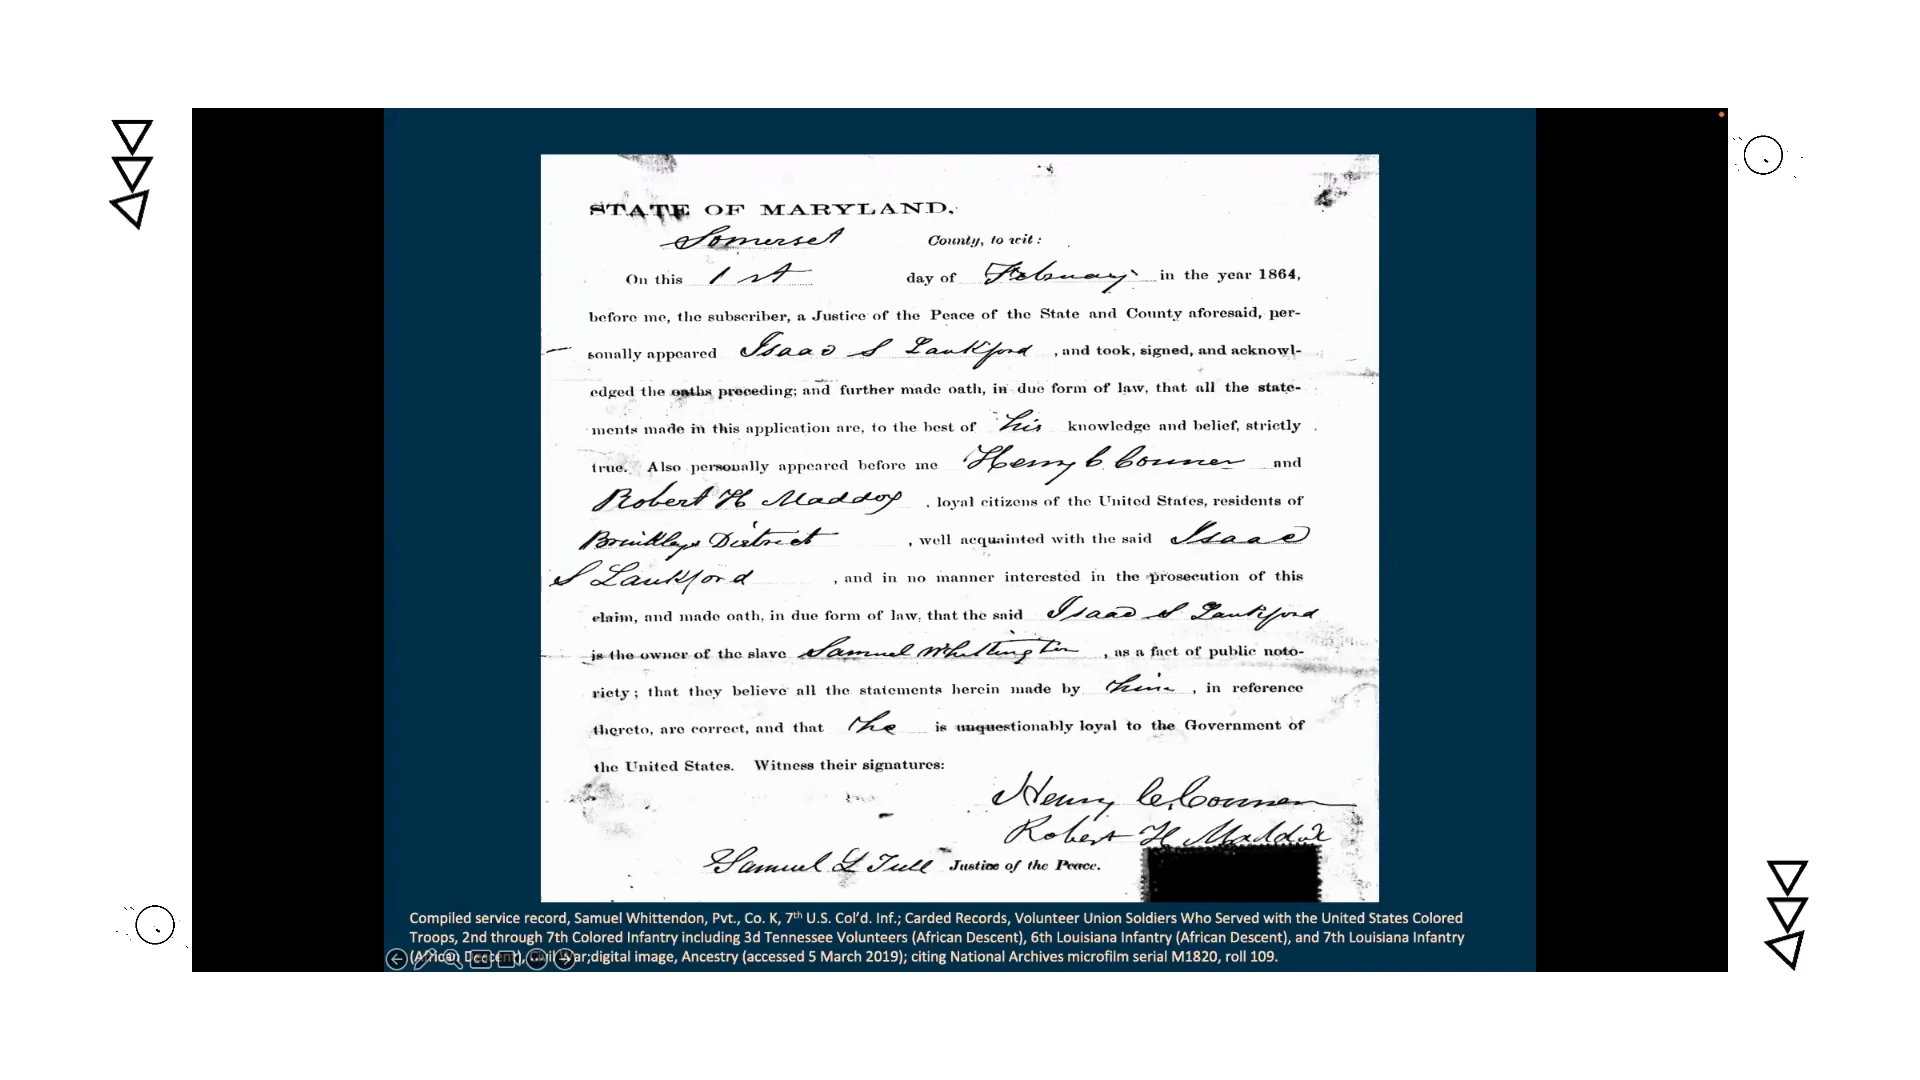 STATE OF MARYLAND.
Somerset County, to wit:
On this 1st day of February in the year 1864,
before me, the subscriber, a Justice of the Peace of the State and County aforesaid, per-
sonally appeared Isaac S Lankford , and took, signed, and acknowl-
edged the oaths preceding; and further made oath, in due form of law, that all the state-
ments made in this application are, to the best of his knowledge and belief, strictly
true. Also personally appeared before me Henry C. Conner and
Robert H Maddox , loyal citizens of the United States, residents of
Brinkleys District , well acquainted with the said Isaac
S Lankford , and in no manner interested in the prosecution of this
claim, and made oath, in due form of law, that the said Isaac S Lankford
is the owner of the slave Samuel Whittington , as a fact of public noto-
riety; that they believe all the statements herein made by him , in reference
thereto, are correct, and that he is unquestionably loyal to the Government of
the United States. Witness their signatures:
Henry C. Conner
Robert H Maddox
Samuel L Tull Justice of the Peace.
Compiled service record, Samuel Whittendon, Pvt., Co. K, 7th U.S. Col'd. Inf.; Carded Records, Volunteer Union Soldiers Who Served with the United States Colored
Troops, 2nd through 7th Colored Infantry including 3d Tennessee Volunteers (African Descent), 6th Louisiana Infantry (African Descent), and 7th Louisiana Infantry
(African Descent), Civil War;digital image, Ancestry (accessed 5 March 2019); citing National Archives microfilm serial M1820, roll 109.